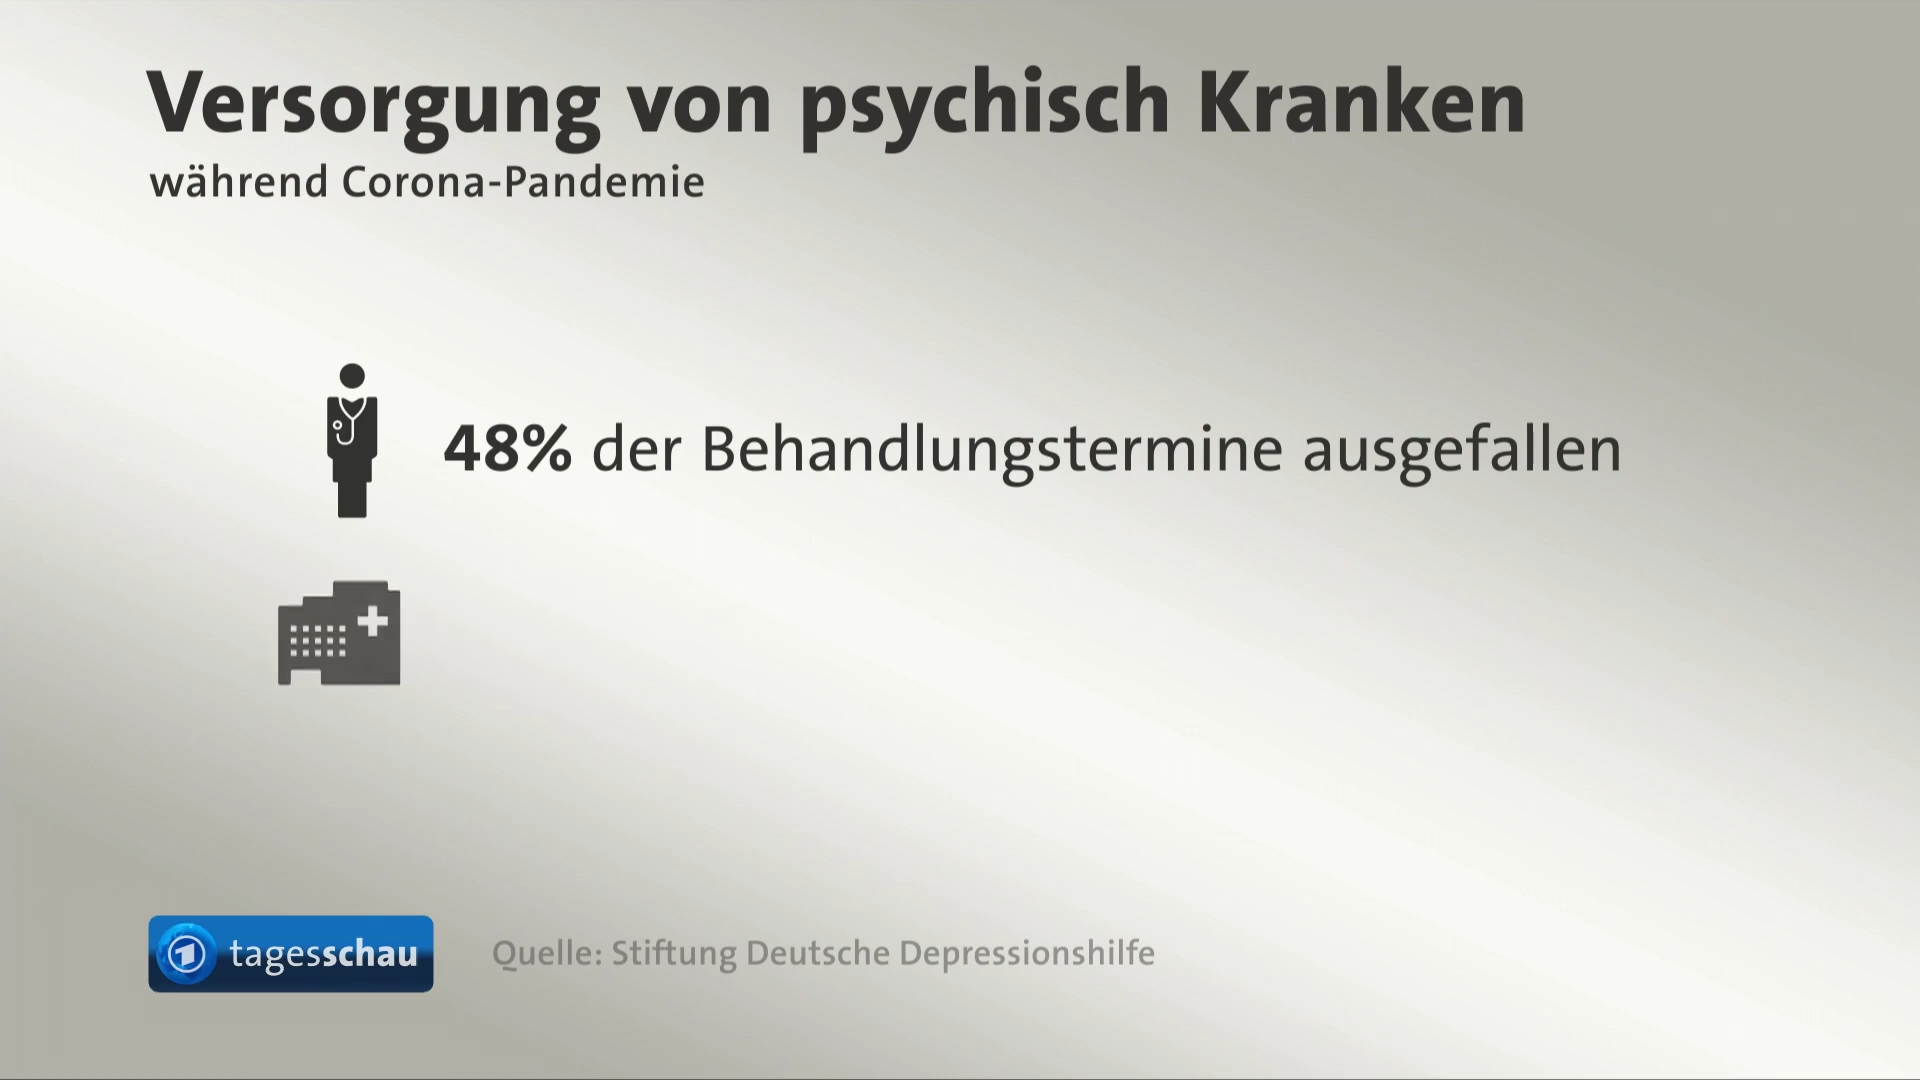 Versorgung von psychisch Kranken
während Corona-Pandemie
48% der Behandlungstermine ausgefallen
tagesschau
Quelle: Stiftung Deutsche Depressionshilfe